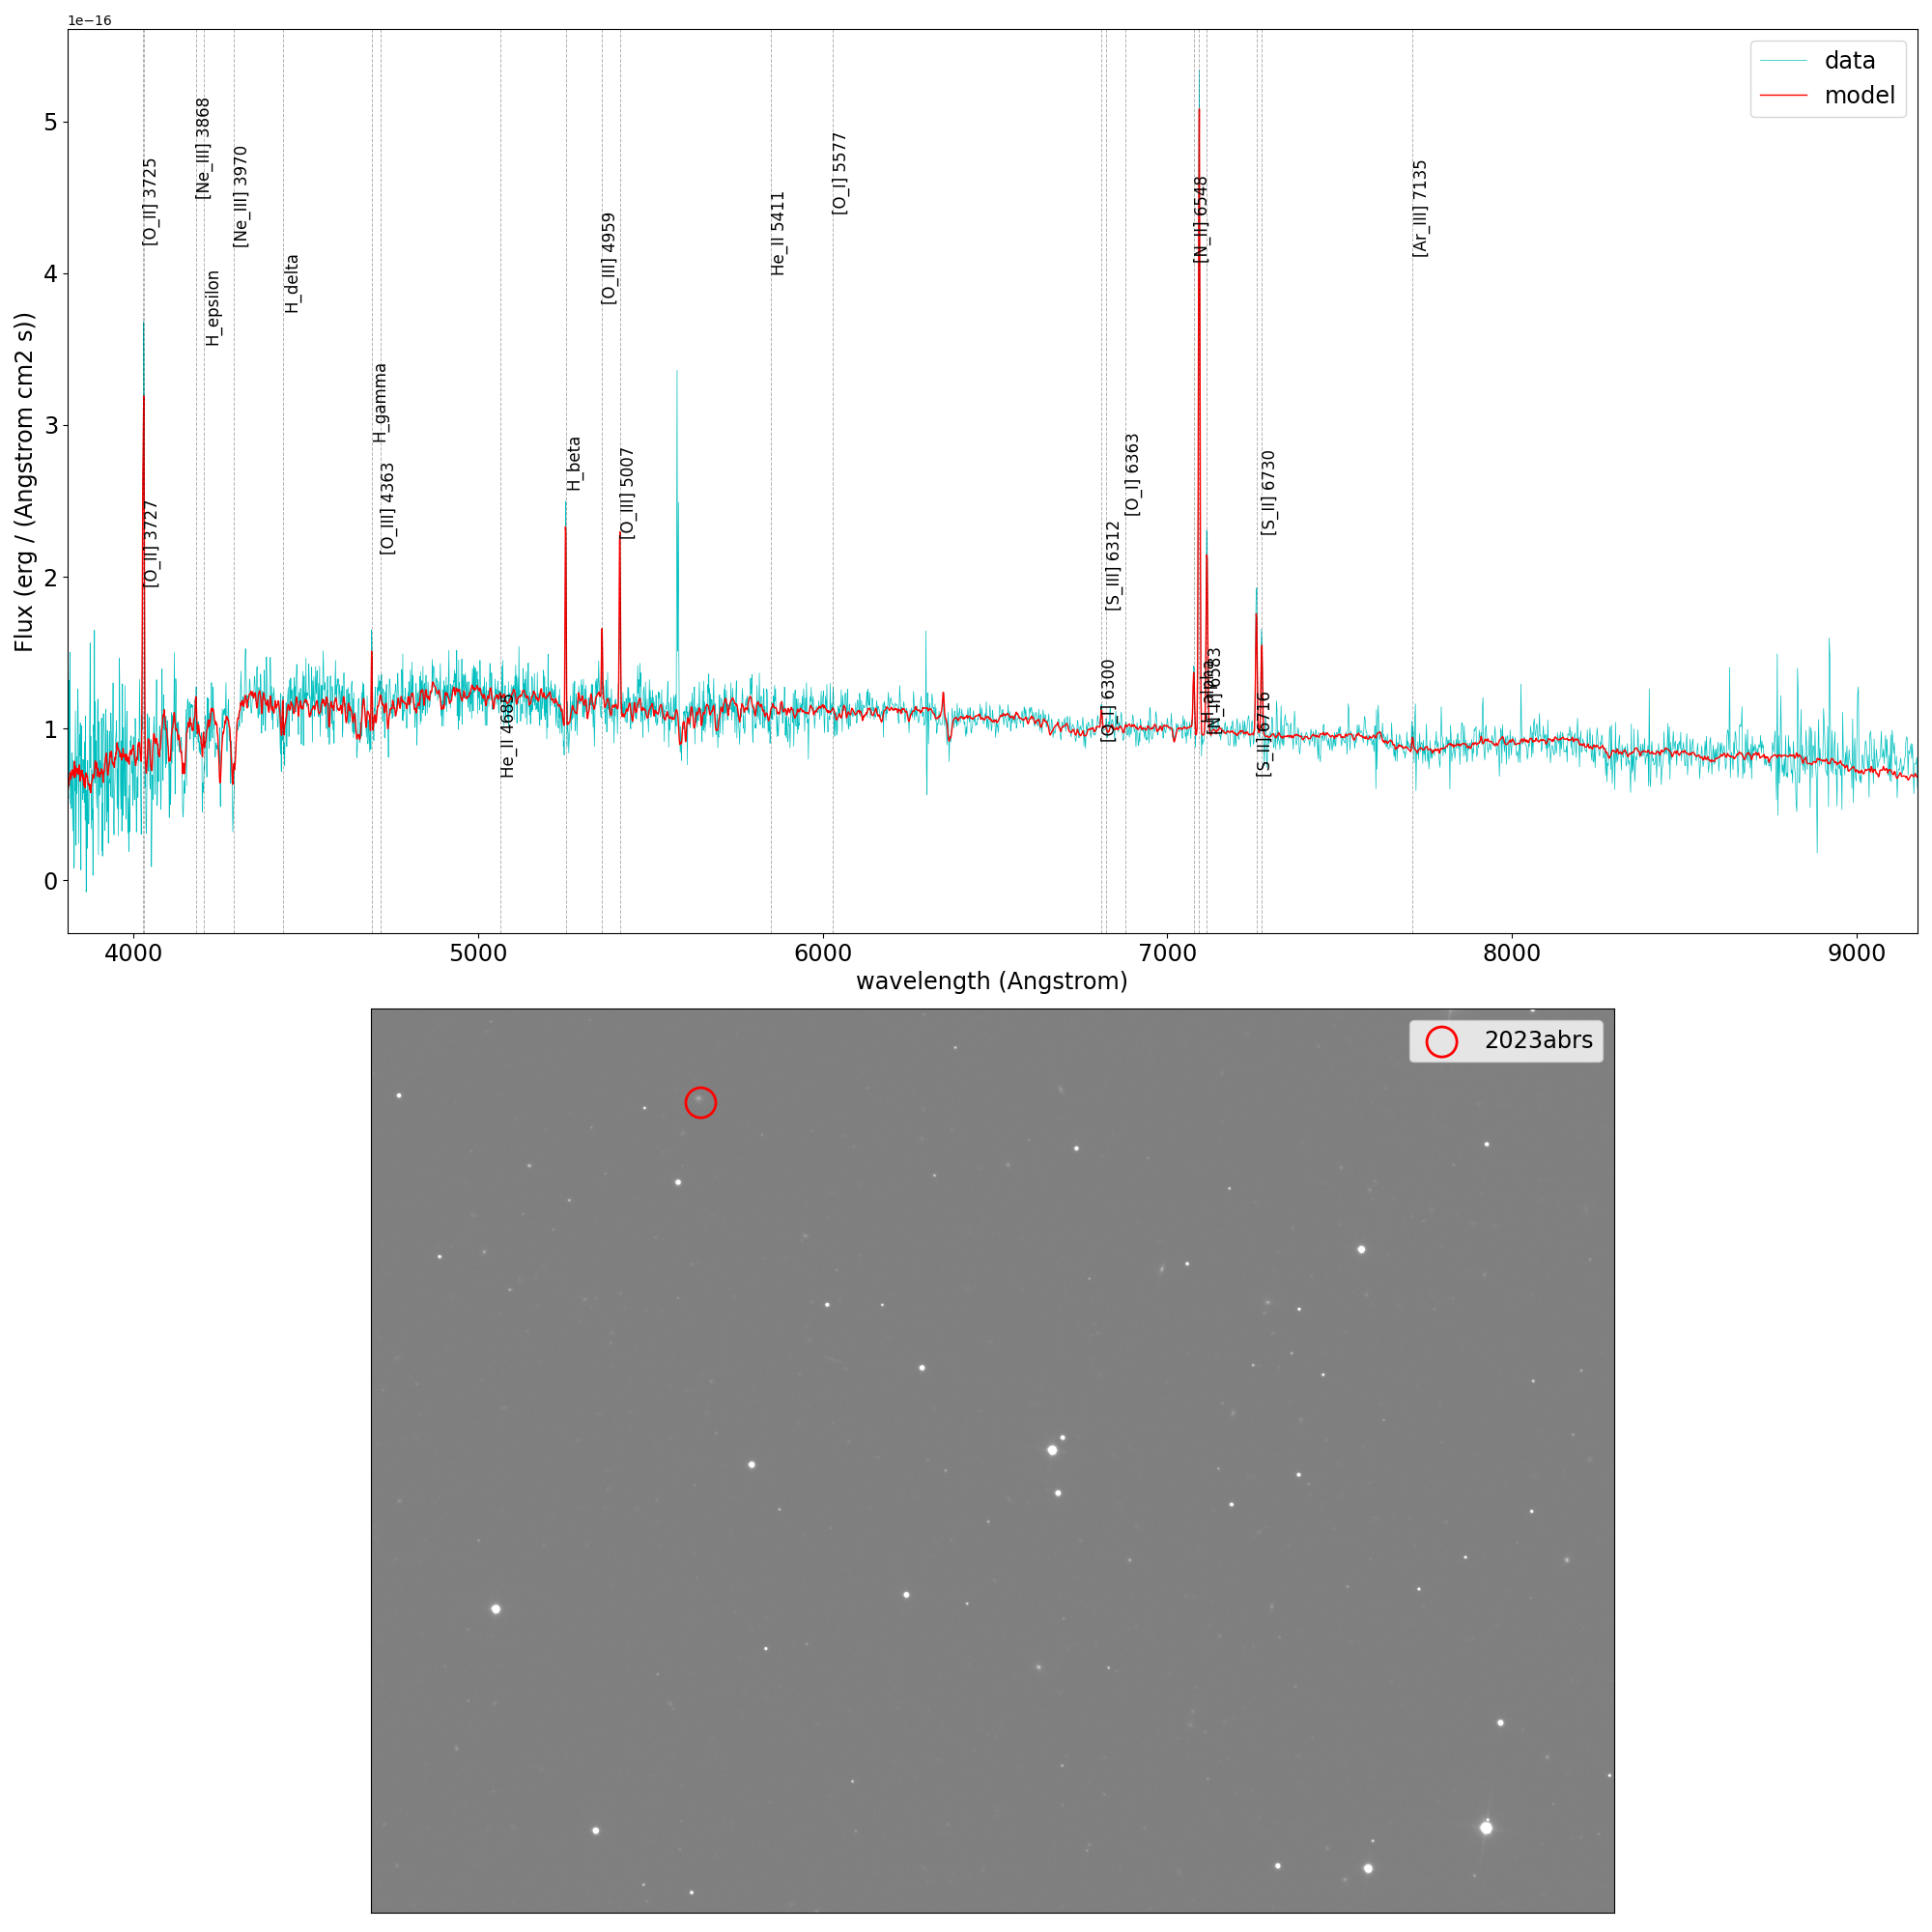 1e−16
data
model
[O_II] 3725
[O_II] 3727
[Ne_III] 3868
H_epsilon
[Ne_III] 3970
H_delta
H_gamma
[O_III] 4363
He_II 4685
H_beta
[O_III] 4959
[O_III] 5007
He_II 5411
[O_I] 5577
[O_I] 6300
[S_III] 6312
[O_I] 6363
[N_II] 6548
H_alpha
[N_II] 6583
[S_II] 6716
[S_II] 6730
[Ar_III] 7135
Flux (erg / (Angstrom cm2 s))
5
4
3
2
1
0
4000 5000 6000 7000 8000 9000
wavelength (Angstrom)
2023abrs